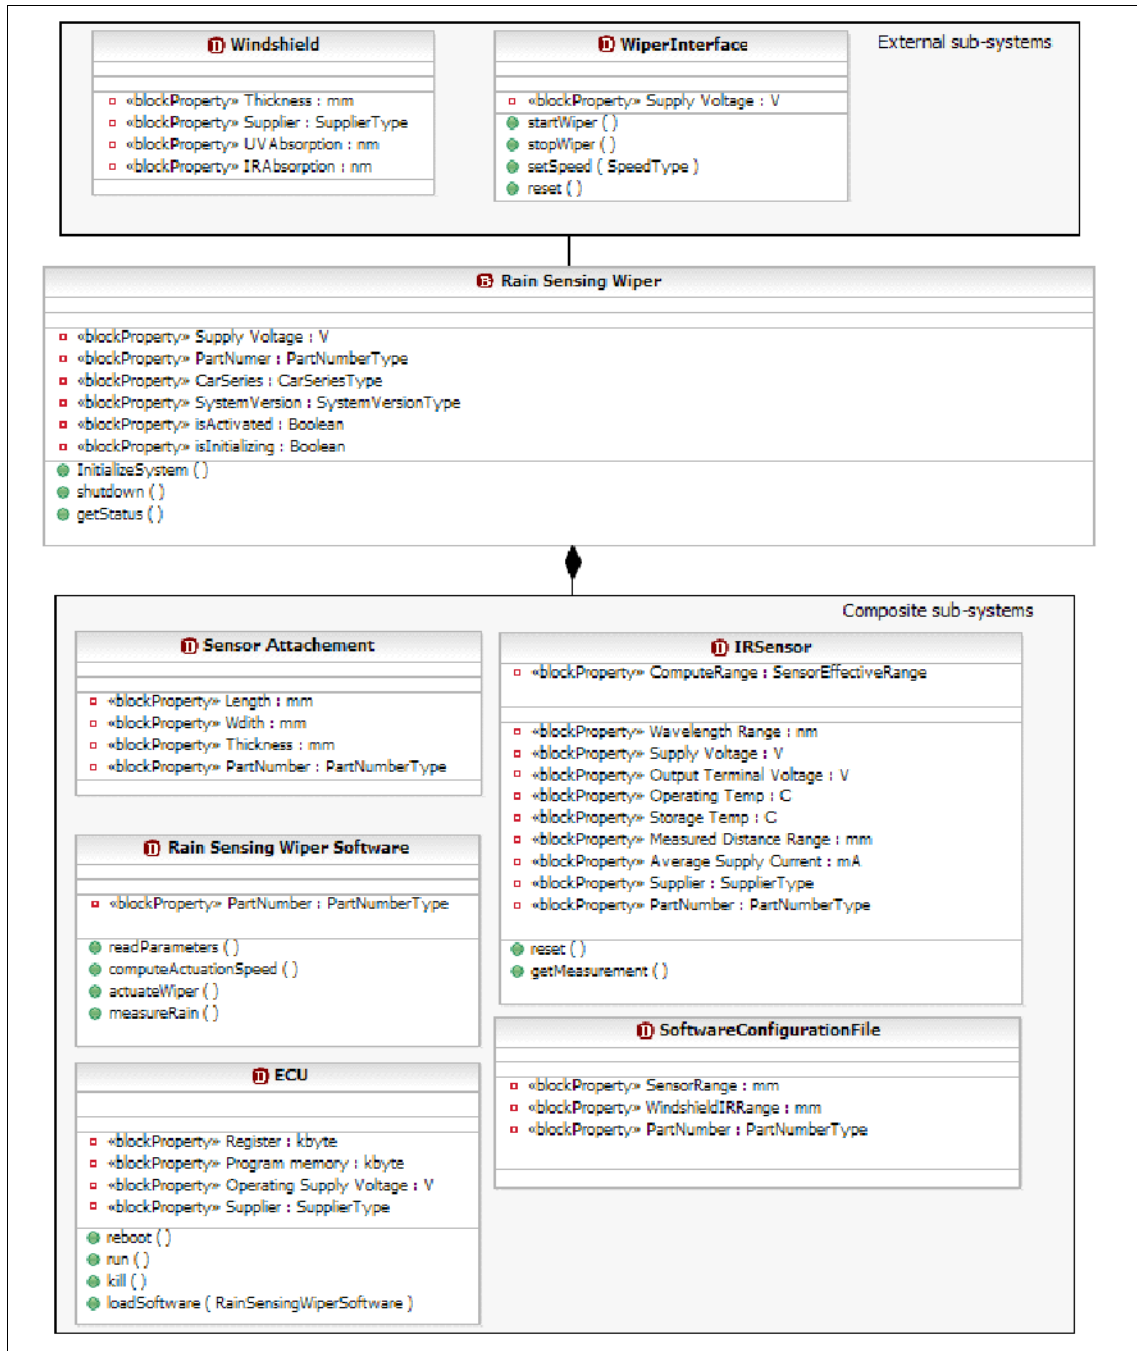 External sub-systems
Windshield
«blockProperty» Thickness : mm
«blockProperty» Supplier : SupplierType
«blockProperty» UVAbsorption : nm
«blockProperty» IRAbsorption : nm
WiperInterface
«blockProperty» Supply Voltage : V
startWiper ( )
stopWiper ( )
setSpeed ( SpeedType )
reset ( )
Rain Sensing Wiper
«blockProperty» Supply Voltage : V
«blockProperty» PartNumer : PartNumberType
«blockProperty» CarSeries : CarSeriesType
«blockProperty» SystemVersion : SystemVersionType
«blockProperty» isActivated : Boolean
«blockProperty» isInitializing : Boolean
InitializeSystem ( )
shutdown ( )
getStatus ( )
Composite sub-systems
Sensor Attachement
«blockProperty» Length : mm
«blockProperty» Wdith : mm
«blockProperty» Thickness : mm
«blockProperty» PartNumber : PartNumberType
IRSensor
«blockProperty» ComputeRange : SensorEffectiveRange
«blockProperty» Wavelength Range : nm
«blockProperty» Supply Voltage : V
«blockProperty» Output Terminal Voltage : V
«blockProperty» Operating Temp : C
«blockProperty» Storage Temp : C
«blockProperty» Measured Distance Range : mm
«blockProperty» Average Supply Current : mA
«blockProperty» Supplier : SupplierType
«blockProperty» PartNumber : PartNumberType
reset ( )
getMeasurement ( )
Rain Sensing Wiper Software
«blockProperty» PartNumber : PartNumberType
readParameters ( )
computeActuationSpeed ( )
actuateWiper ( )
measureRain ( )
SoftwareConfigurationFile
«blockProperty» SensorRange : mm
«blockProperty» WindshieldIRRange : mm
«blockProperty» PartNumber : PartNumberType
ECU
«blockProperty» Register : kbyte
«blockProperty» Program memory : kbyte
«blockProperty» Operating Supply Voltage : V
«blockProperty» Supplier : SupplierType
reboot ( )
run ( )
kill ( )
loadSoftware ( RainSensingWiperSoftware )